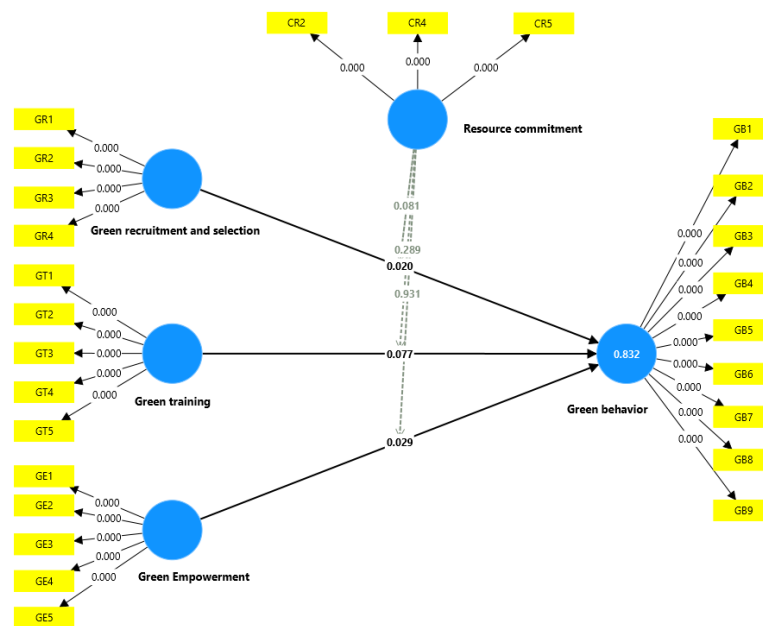 CR2
CR4
CR5
0.000
0.000
0.000
Resource commitment
GR1
GR2
GR3
GR4
0.000
0.000
0.000
0.000
Green recruitment and selection
GT1
GT2
GT3
GT4
GT5
0.000
0.000
0.000
0.000
0.000
Green training
GE1
GE2
GE3
GE4
GE5
0.000
0.000
0.000
0.000
0.000
Green Empowerment
0.081
0.289
0.020
0.931
0.077
0.029
0.832
Green behavior
0.000
0.000
0.000
0.000
0.000
0.000
0.000
0.000
0.000
GB1
GB2
GB3
GB4
GB5
GB6
GB7
GB8
GB9